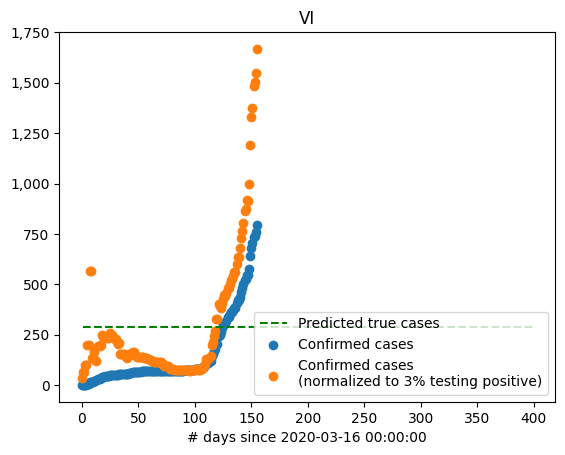 VI
1,750
1,500
1,250
1,000
750
500
250
0
Predicted true cases
Confirmed cases
Confirmed cases
(normalized to 3% testing positive)
0 50 100 150 200 250 300 350 400
# days since 2020-03-16 00:00:00